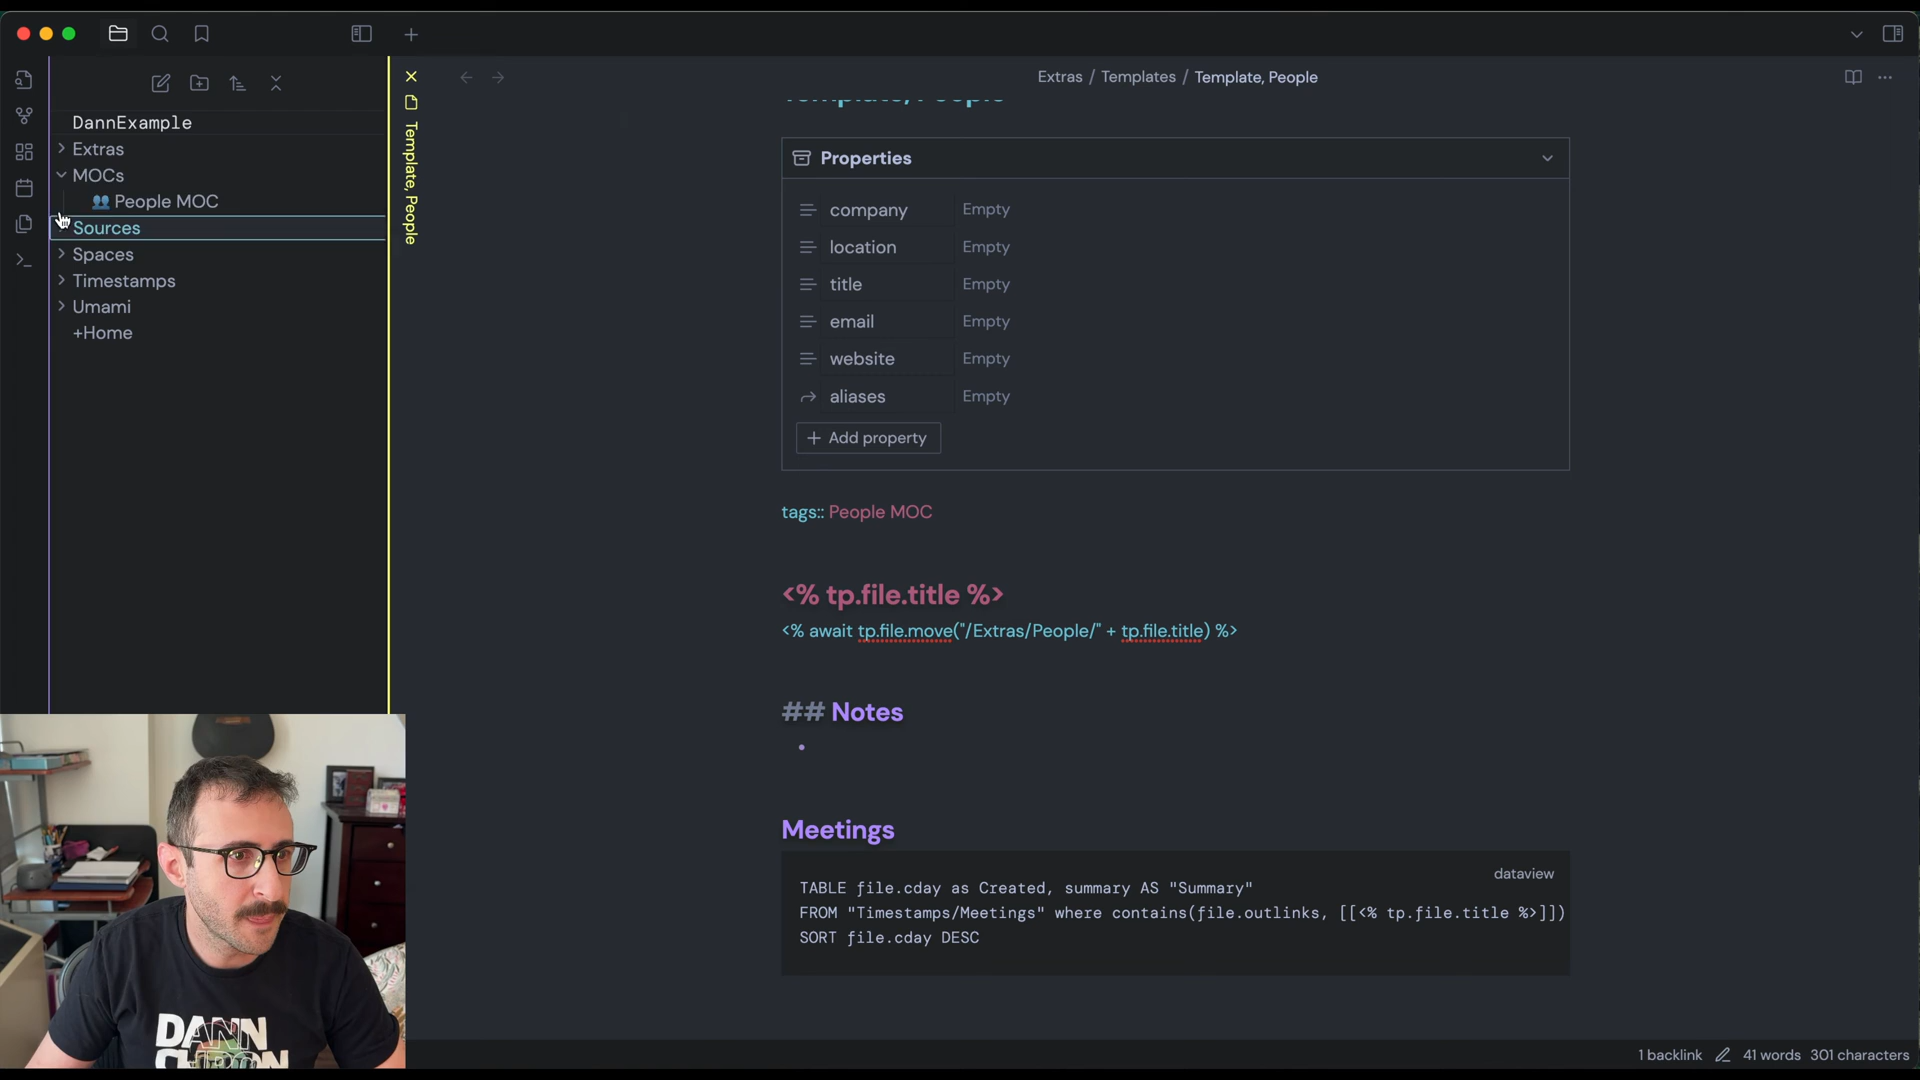 Extras / Templates / Template, People
DannExample
Extras
MOCs
People MOC
Sources
Spaces
Timestamps
Umami
+Home
Template, People
Template, People
Properties
company Empty
location Empty
title Empty
email Empty
website Empty
aliases Empty
Add property
tags:: People MOC
<% tp.file.title %>
<% await tp.file.move("/Extras/People/" + tp.file.title) %>
## Notes
Meetings
dataview
TABLE file.cday as Created, summary AS "Summary"
FROM "Timestamps/Meetings" where contains(file.outlinks, [[<% tp.file.title %>]])
SORT file.cday DESC
DANN
1 backlink 41 words 301 characters